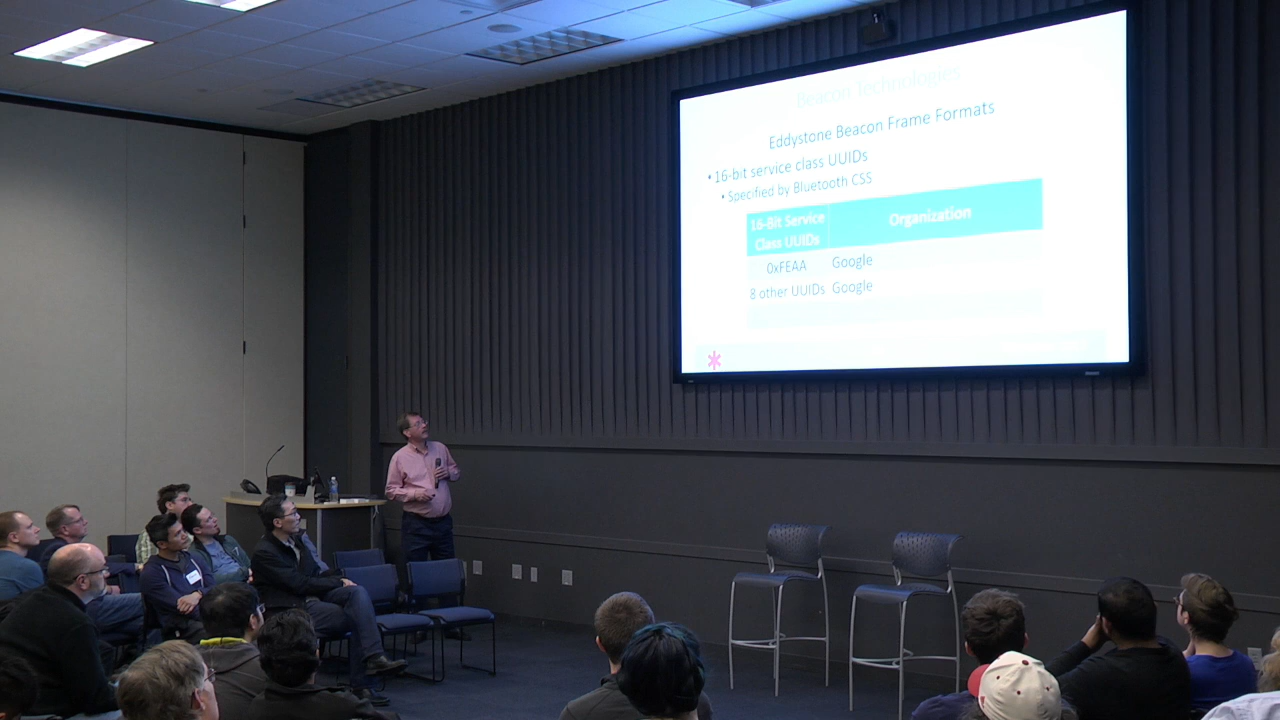 Beacon Technologies
Eddystone Beacon Frame Formats
• 16-bit service class UUIDs
• Specified by Bluetooth CSS
16-Bit Service Class UUIDs Organization
0xFEAA Google
8 other UUIDs Google